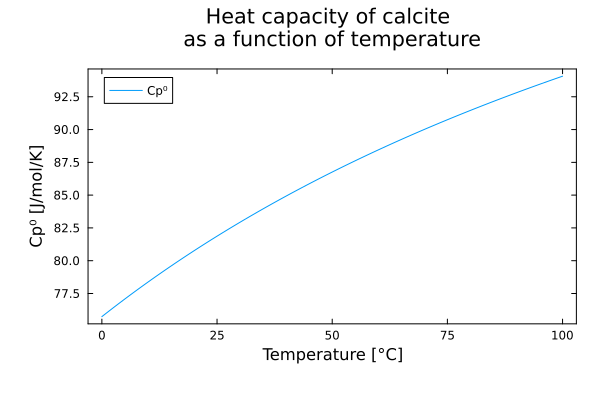 Heat capacity of calcite
as a function of temperature
Cp⁰
92.5
90.0
87.5
85.0
82.5
80.0
77.5
Cp⁰ [J/mol/K]
0 25 50 75 100
Temperature [°C]